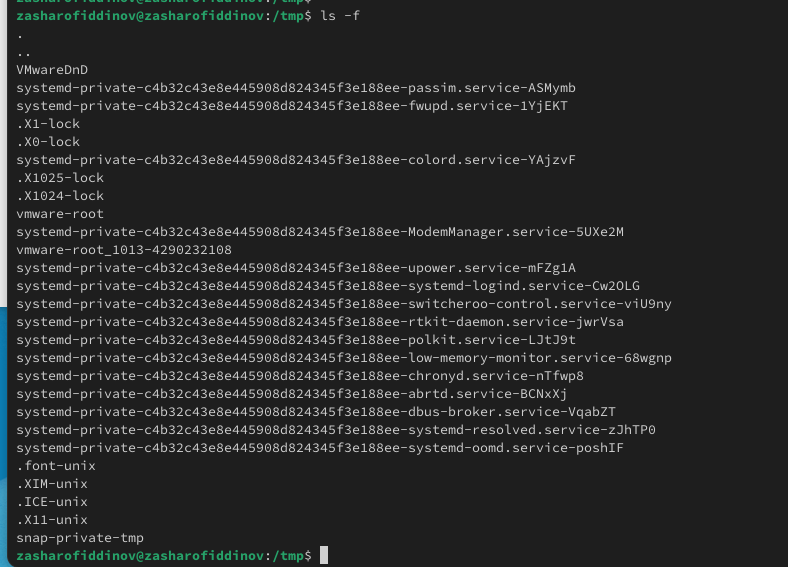 zasharofiddinov@zasharofiddinov:/tmp$ ls -f
.
..
VMwareDnD
systemd-private-c4b32c43e8e445908d824345f3e188ee-passim.service-ASMymb
systemd-private-c4b32c43e8e445908d824345f3e188ee-fwupd.service-1YjEKT
.X1-lock
.X0-lock
systemd-private-c4b32c43e8e445908d824345f3e188ee-colord.service-YAjzvF
.X1025-lock
.X1024-lock
vmware-root
systemd-private-c4b32c43e8e445908d824345f3e188ee-ModemManager.service-5UXe2M
vmware-root_1013-4290232108
systemd-private-c4b32c43e8e445908d824345f3e188ee-upower.service-mFZg1A
systemd-private-c4b32c43e8e445908d824345f3e188ee-systemd-logind.service-Cw2OLG
systemd-private-c4b32c43e8e445908d824345f3e188ee-switcheroo-control.service-viU9ny
systemd-private-c4b32c43e8e445908d824345f3e188ee-rtkit-daemon.service-jwrVsa
systemd-private-c4b32c43e8e445908d824345f3e188ee-polkit.service-LJtJ9t
systemd-private-c4b32c43e8e445908d824345f3e188ee-low-memory-monitor.service-68wgnp
systemd-private-c4b32c43e8e445908d824345f3e188ee-chronyd.service-nTfwp8
systemd-private-c4b32c43e8e445908d824345f3e188ee-abrtd.service-BCNxXj
systemd-private-c4b32c43e8e445908d824345f3e188ee-dbus-broker.service-VqabZT
systemd-private-c4b32c43e8e445908d824345f3e188ee-systemd-resolved.service-zJhTP0
systemd-private-c4b32c43e8e445908d824345f3e188ee-systemd-oomd.service-poshIF
.font-unix
.XIM-unix
.ICE-unix
.X11-unix
snap-private-tmp
zasharofiddinov@zasharofiddinov:/tmp$